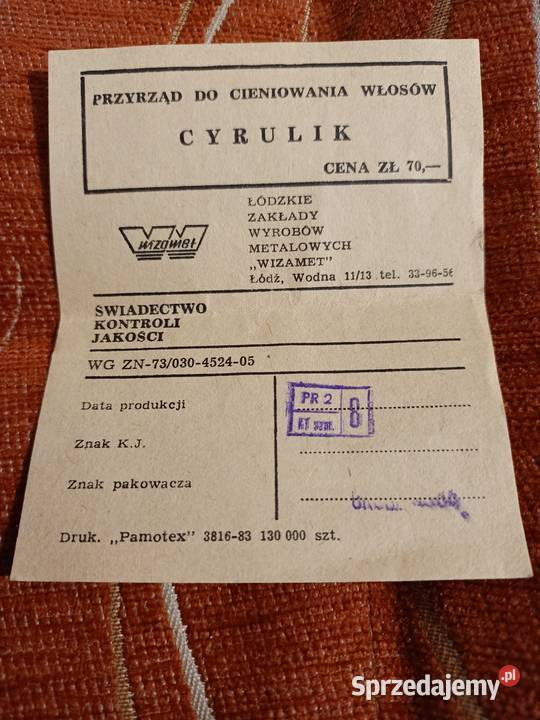 PRZYRZĄD DO CIENIOWANIA WŁOSÓW
CYRULIK
CENA ZŁ 70,—
wizamet
ŁÓDZKIE
ZAKŁADY
WYROBÓW
METALOWYCH
„WIZAMET"
Łódź, Wodna 11/13 tel. 33-96-56
ŚWIADECTWO
KONTROLI
JAKOŚCI
WG ZN-73/030-4524-05
Data produkcji
PR 2
KT 8
Znak K.J.
Znak pakowacza
Druk. „Pamotex" 3816-83 130 000 szt.
Sprzedajemy.pl